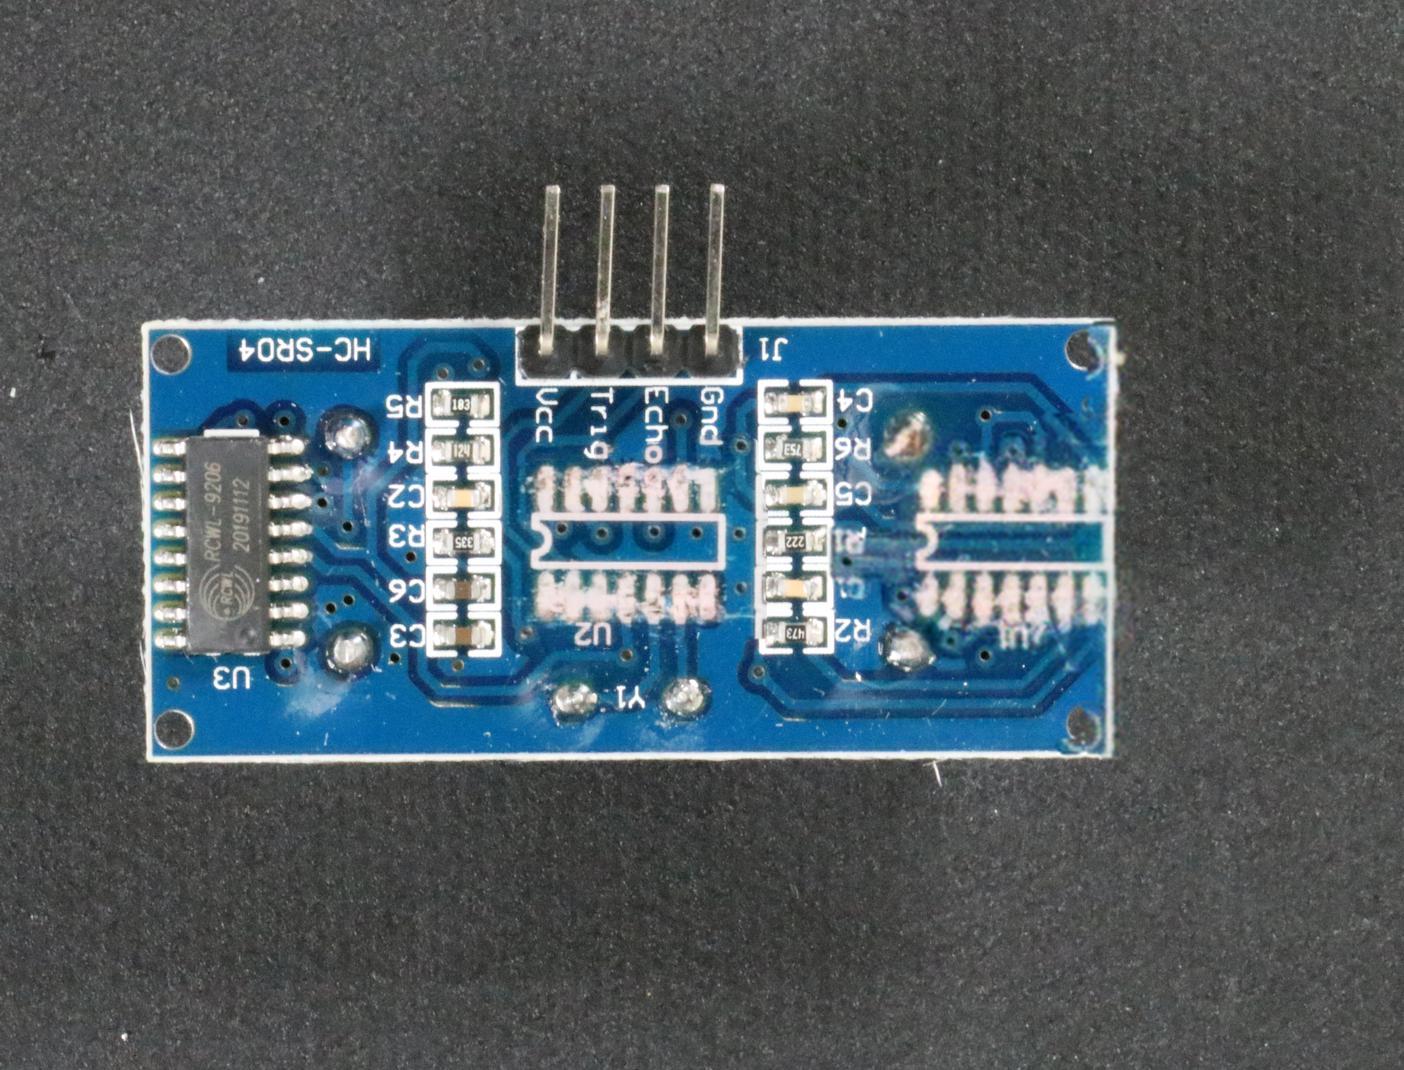 HC-SR04
J1
Vcc
Trig
Echo
Gnd
R5
103
R4
124
C2
R3
335
C6
C3
C4
R6
753
C5
R1
222
R2
473
RCWL-9206
20191112
RCWL
U3
U2
Y1